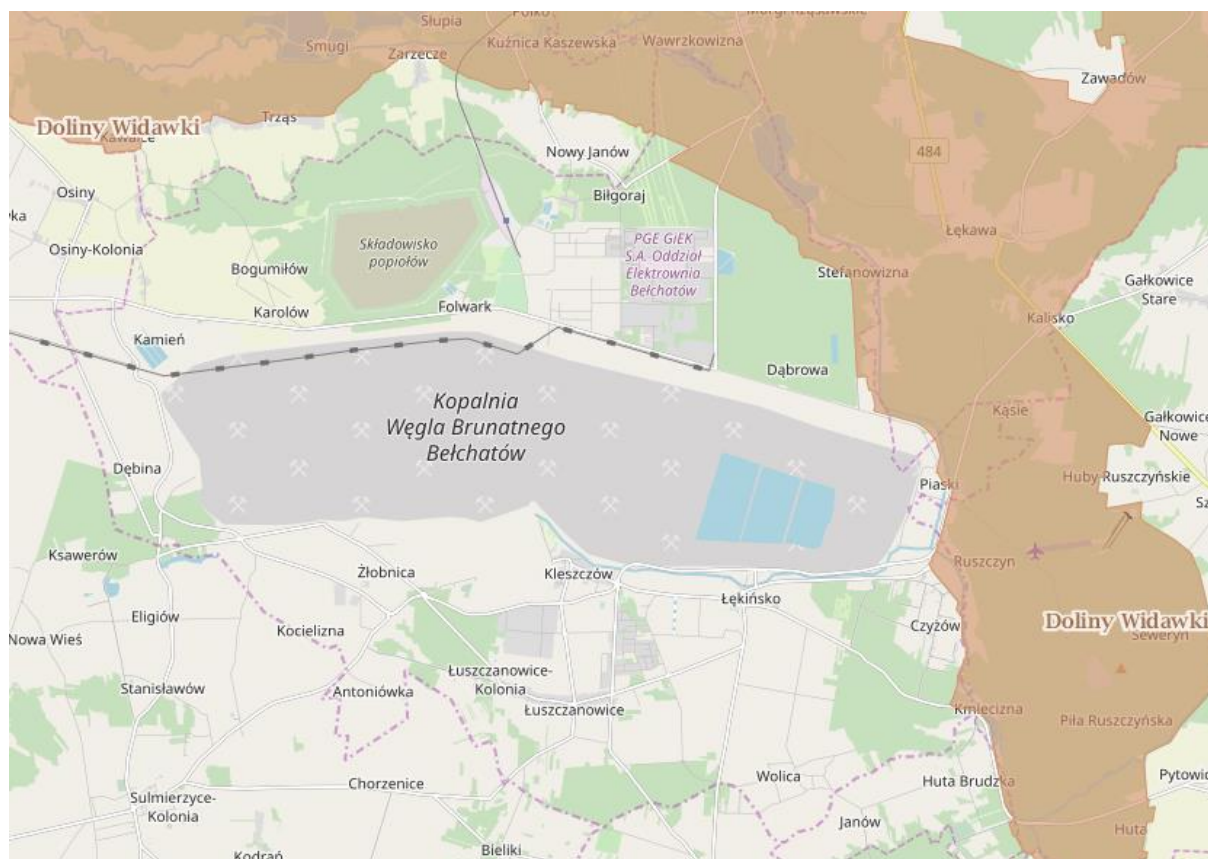 Słupia
Smugi
Zarzecze
Kuźnica Kaszewska
Wawrzkowizna
Zawadów
Doliny Widawki
Kawalce
Trząs
484
Nowy Janów
Biłgoraj
Osiny
Łękawa
Osiny-Kolonia
Składowisko
popiołów
PGE GiEK
S.A. Oddział
Elektrownia
Bełchatów
Bogumiłów
Stefanowizna
Gałkowice
Stare
Karolów
Folwark
Kalisko
Kamień
Dąbrowa
Kopalnia
Węgla Brunatnego
Bełchatów
Kąsie
Gałkowice
Nowe
Dębina
Piaski
Huby Ruszczyńskie
Ksawerów
Żłobnica
Kleszczów
Ruszczyn
Łękińsko
Eligiów
Kocielizna
Czyżów
Doliny Widawki
Seweryn
Nowa Wieś
Łuszczanowice-
Kolonia
Stanisławów
Antoniówka
Łuszczanowice
Kmiecizna
Piła Ruszczyńska
Chorzenice
Wolica
Huta Brudzka
Sulmierzyce-
Kolonia
Janów
Huta
Kodrań
Bieliki